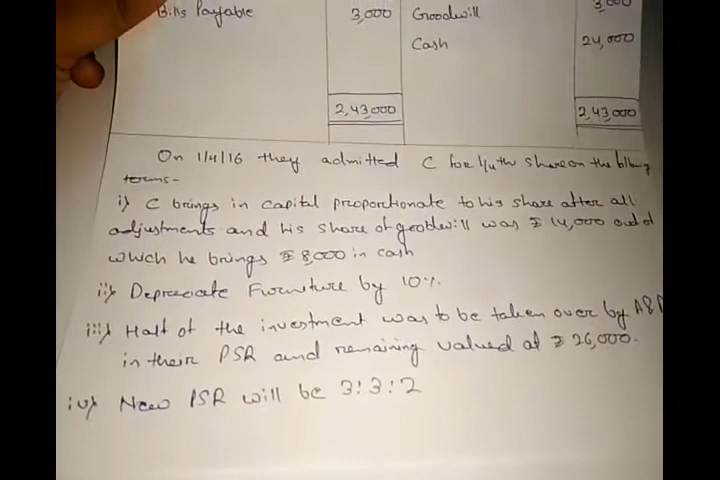 Bills Payable 3,000 Goodwill 3,000
Cash 24,000
2,43,000 2,43,000
On 1/4/16 they admitted C for 1/4th share on the
terms-
i) C brings in capital proportionate to his share after all
adjustments and his share of goodwill was ₹ 14,000 out of
which he brings ₹ 8,000 in cash
ii) Depreciate Furniture by 10%.
iii) Half of the investment was to be taken over by A&
in their PSR and remaining valued at ₹ 26,000.
iv) New PSR will be 3:3:2